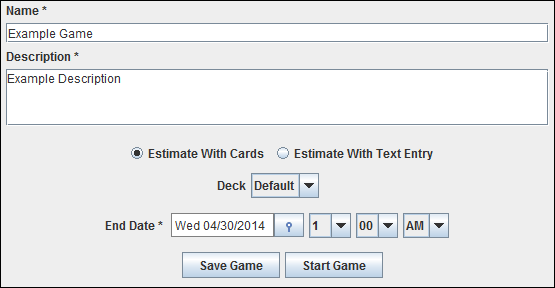 Name *
Example Game
Description *
Example Description
Estimate With Cards Estimate With Text Entry
Deck Default
End Date * Wed 04/30/2014 1 00 AM
Save Game Start Game